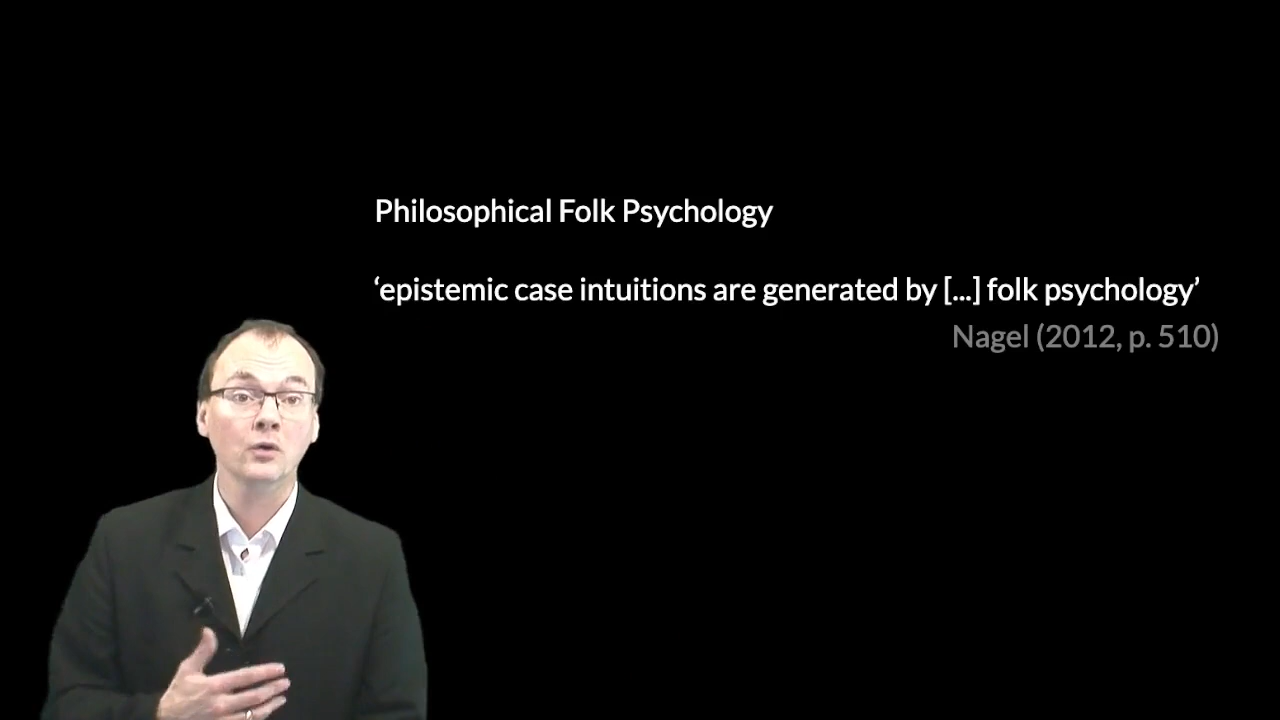 Philosophical Folk Psychology
‘epistemic case intuitions are generated by [...] folk psychology’
Nagel (2012, p. 510)